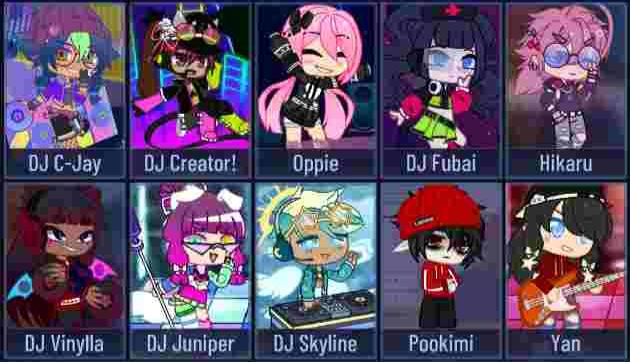 DJ C-Jay
DJ Creator!
Oppie
DJ Fubai
Hikaru
DJ Vinylla
DJ Juniper
DJ Skyline
Pookimi
Yan